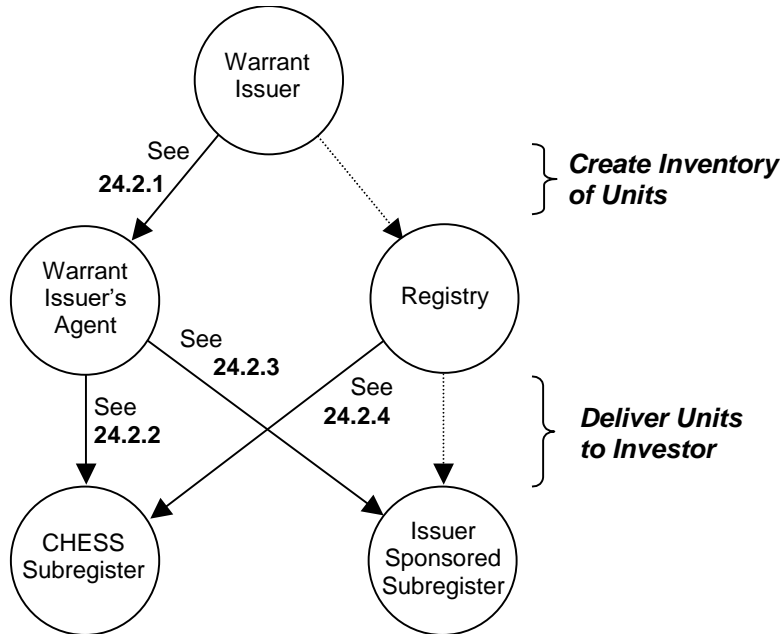 Warrant
Issuer
See
24.2.1
Create Inventory
of Units
Warrant
Issuer’s
Agent
Registry
See
24.2.3
See
24.2.2
See
24.2.4
Deliver Units
to Investor
CHESS
Subregister
Issuer
Sponsored
Subregister